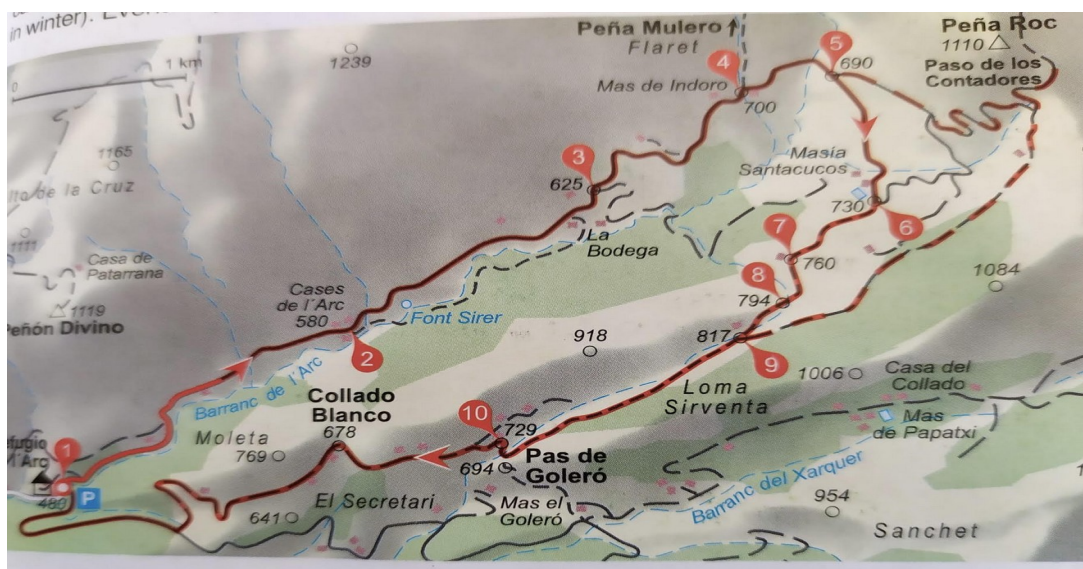 in winter).
0
1 km
1239
Peña Mulero
Flaret
4
Mas de Indoro
700
5
690
Peña Roc
1110
Paso de los
Contadores
1165
de la Cruz
1111
Casa de
Patarrana
1119
Peñón Divino
3
625
La
Bodega
Masía
Santacucos
730
6
7
760
8
794
1084
Cases
de l´Arc
580
2
Font Sirer
918
817
9
Barranc de l´Arc
1006
Casa del
Collado
Loma
Sirventa
Mas
de Papatxi
Collado
Blanco
678
10
729
Moleta
769
694
Pas de
Goleró
1
480
P
El Secretari
641
Mas el
Goleró
Barranc del Xarquer
954
Sanchet